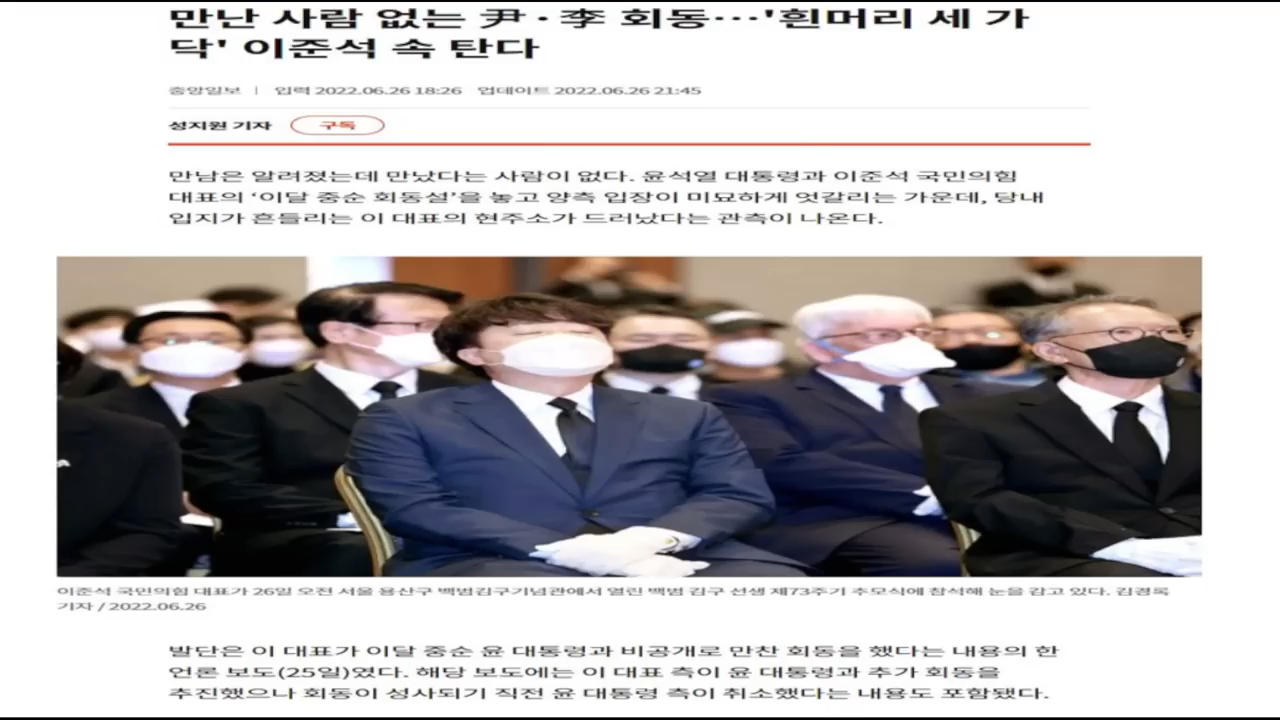 만난 사람 없는 尹·李 회동…'흰머리 세 가
닥' 이준석 속 탄다
중앙일보 | 입력 2022.06.26 18:26 업데이트 2022.06.26 21:45
성지원 기자 구독
만남은 알려졌는데 만났다는 사람이 없다. 윤석열 대통령과 이준석 국민의힘
대표의 ‘이달 중순 회동설’을 놓고 양측 입장이 미묘하게 엇갈리는 가운데, 당내
입지가 흔들리는 이 대표의 현주소가 드러났다는 관측이 나온다.
이준석 국민의힘 대표가 26일 오전 서울 용산구 백범김구기념관에서 열린 백범 김구 선생 제73주기 추모식에 참석해 눈을 감고 있다. 김경록
기자 / 2022.06.26
발단은 이 대표가 이달 중순 윤 대통령과 비공개로 만찬 회동을 했다는 내용의 한
언론 보도(25일)였다. 해당 보도에는 이 대표 측이 윤 대통령과 추가 회동을
추진했으나 회동이 성사되기 직전 윤 대통령 측이 취소했다는 내용도 포함됐다.